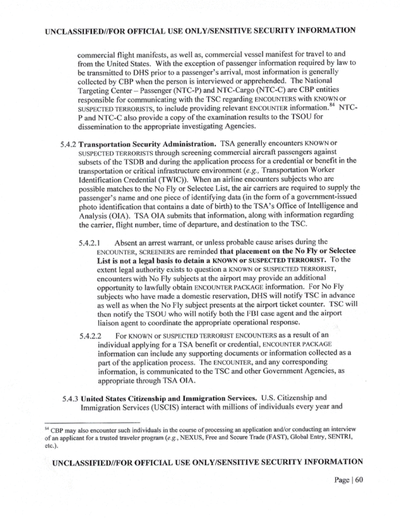 UNCLASSIFIED//FOR OFFICIAL USE ONLY/SENSITIVE SECURITY INFORMATION
commercial flight manifests, as well as, commercial vessel manifest for travel to and
from the United States. With the exception of passenger information required by law to
be transmitted to DHS prior to a passenger's arrival, most information is generally
collected by CBP when the person is interviewed or apprehended. The National
Targeting Center – Passenger (NTC-P) and NTC-Cargo (NTC-C) are CBP entities
responsible for communicating with the TSC regarding ENCOUNTERS with KNOWN or
SUSPECTED TERRORISTS, to include providing relevant ENCOUNTER information.84 NTC-
P and NTC-C also provide a copy of the examination results to the TSOU for
dissemination to the appropriate investigating Agencies.
5.4.2 Transportation Security Administration. TSA generally encounters KNOWN or
SUSPECTED TERRORISTS through screening commercial aircraft passengers against
subsets of the TSDB and during the application process for a credential or benefit in the
transportation or critical infrastructure environment (e.g., Transportation Worker
Identification Credential (TWIC)). When an airline encounters subjects who are
possible matches to the No Fly or Selectee List, the air carriers are required to supply the
passenger's name and one piece of identifying data (in the form of a government-issued
photo identification that contains a date of birth) to the TSA's Office of Intelligence and
Analysis (OIA). TSA OIA submits that information, along with information regarding
the carrier, flight number, time of departure, and destination to the TSC.
5.4.2.1 Absent an arrest warrant, or unless probable cause arises during the
ENCOUNTER, SCREENERS are reminded that placement on the No Fly or Selectee
List is not a legal basis to detain a KNOWN or SUSPECTED TERRORIST. To the
extent legal authority exists to question a KNOWN or SUSPECTED TERRORIST,
encounters with No Fly subjects at the airport may provide an additional
opportunity to lawfully obtain ENCOUNTER PACKAGE information. For No Fly
subjects who have made a domestic reservation, DHS will notify TSC in advance
as well as when the No Fly subject presents at the airport ticket counter. TSC will
then notify the TSOU who will notify both the FBI case agent and the airport
liaison agent to coordinate the appropriate operational response.
5.4.2.2 For KNOWN or SUSPECTED TERRORIST ENCOUNTERS as a result of an
individual applying for a TSA benefit or credential, ENCOUNTER PACKAGE
information can include any supporting documents or information collected as a
part of the application process. The ENCOUNTER, and any corresponding
information, is communicated to the TSC and other Government Agencies, as
appropriate through TSA OIA.
5.4.3 United States Citizenship and Immigration Services. U.S. Citizenship and
Immigration Services (USCIS) interact with millions of individuals every year and
84 CBP may also encounter such individuals in the course of processing an application and/or conducting an interview
of an applicant for a trusted traveler program (e.g., NEXUS, Free and Secure Trade (FAST), Global Entry, SENTRI,
etc.).
UNCLASSIFIED//FOR OFFICIAL USE ONLY/SENSITIVE SECURITY INFORMATION
Page | 60